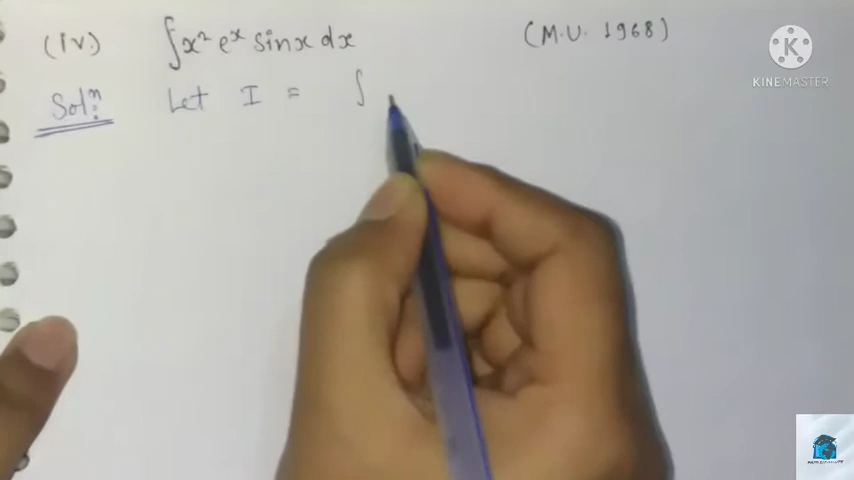 (iv.) ∫x² eˣ sinx dx (M.U. 1968)
Solⁿ: Let I = ∫
KINEMASTER